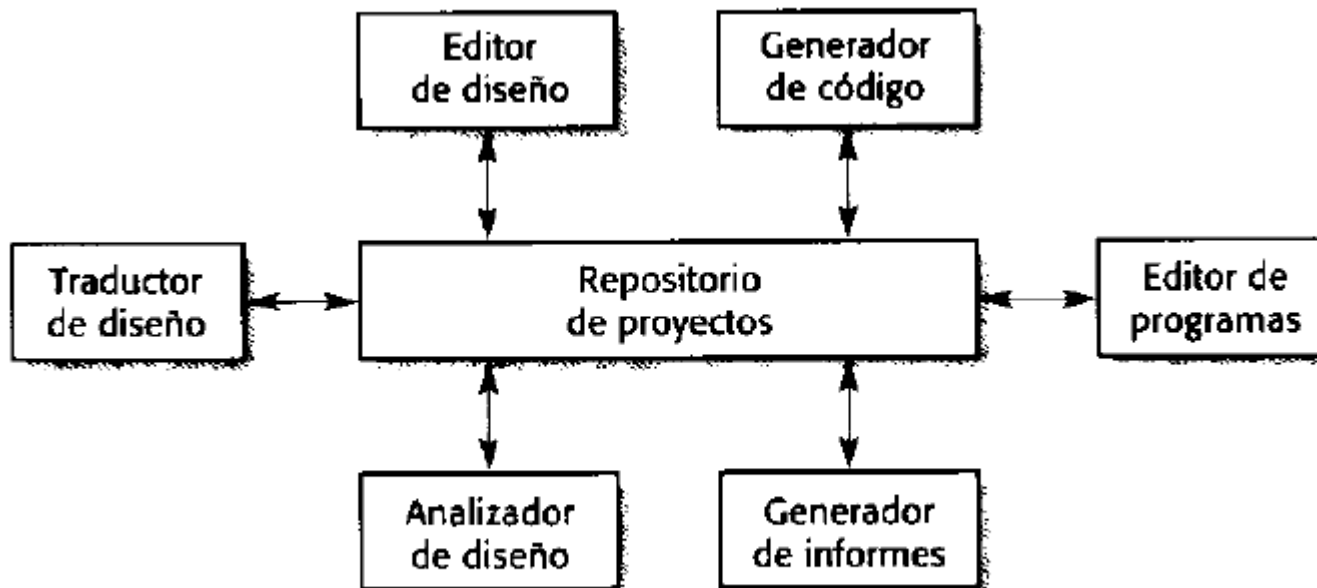 Editor
de diseño
Generador
de código
Traductor
de diseño
Repositorio
de proyectos
Editor de
programas
Analizador
de diseño
Generador
de informes